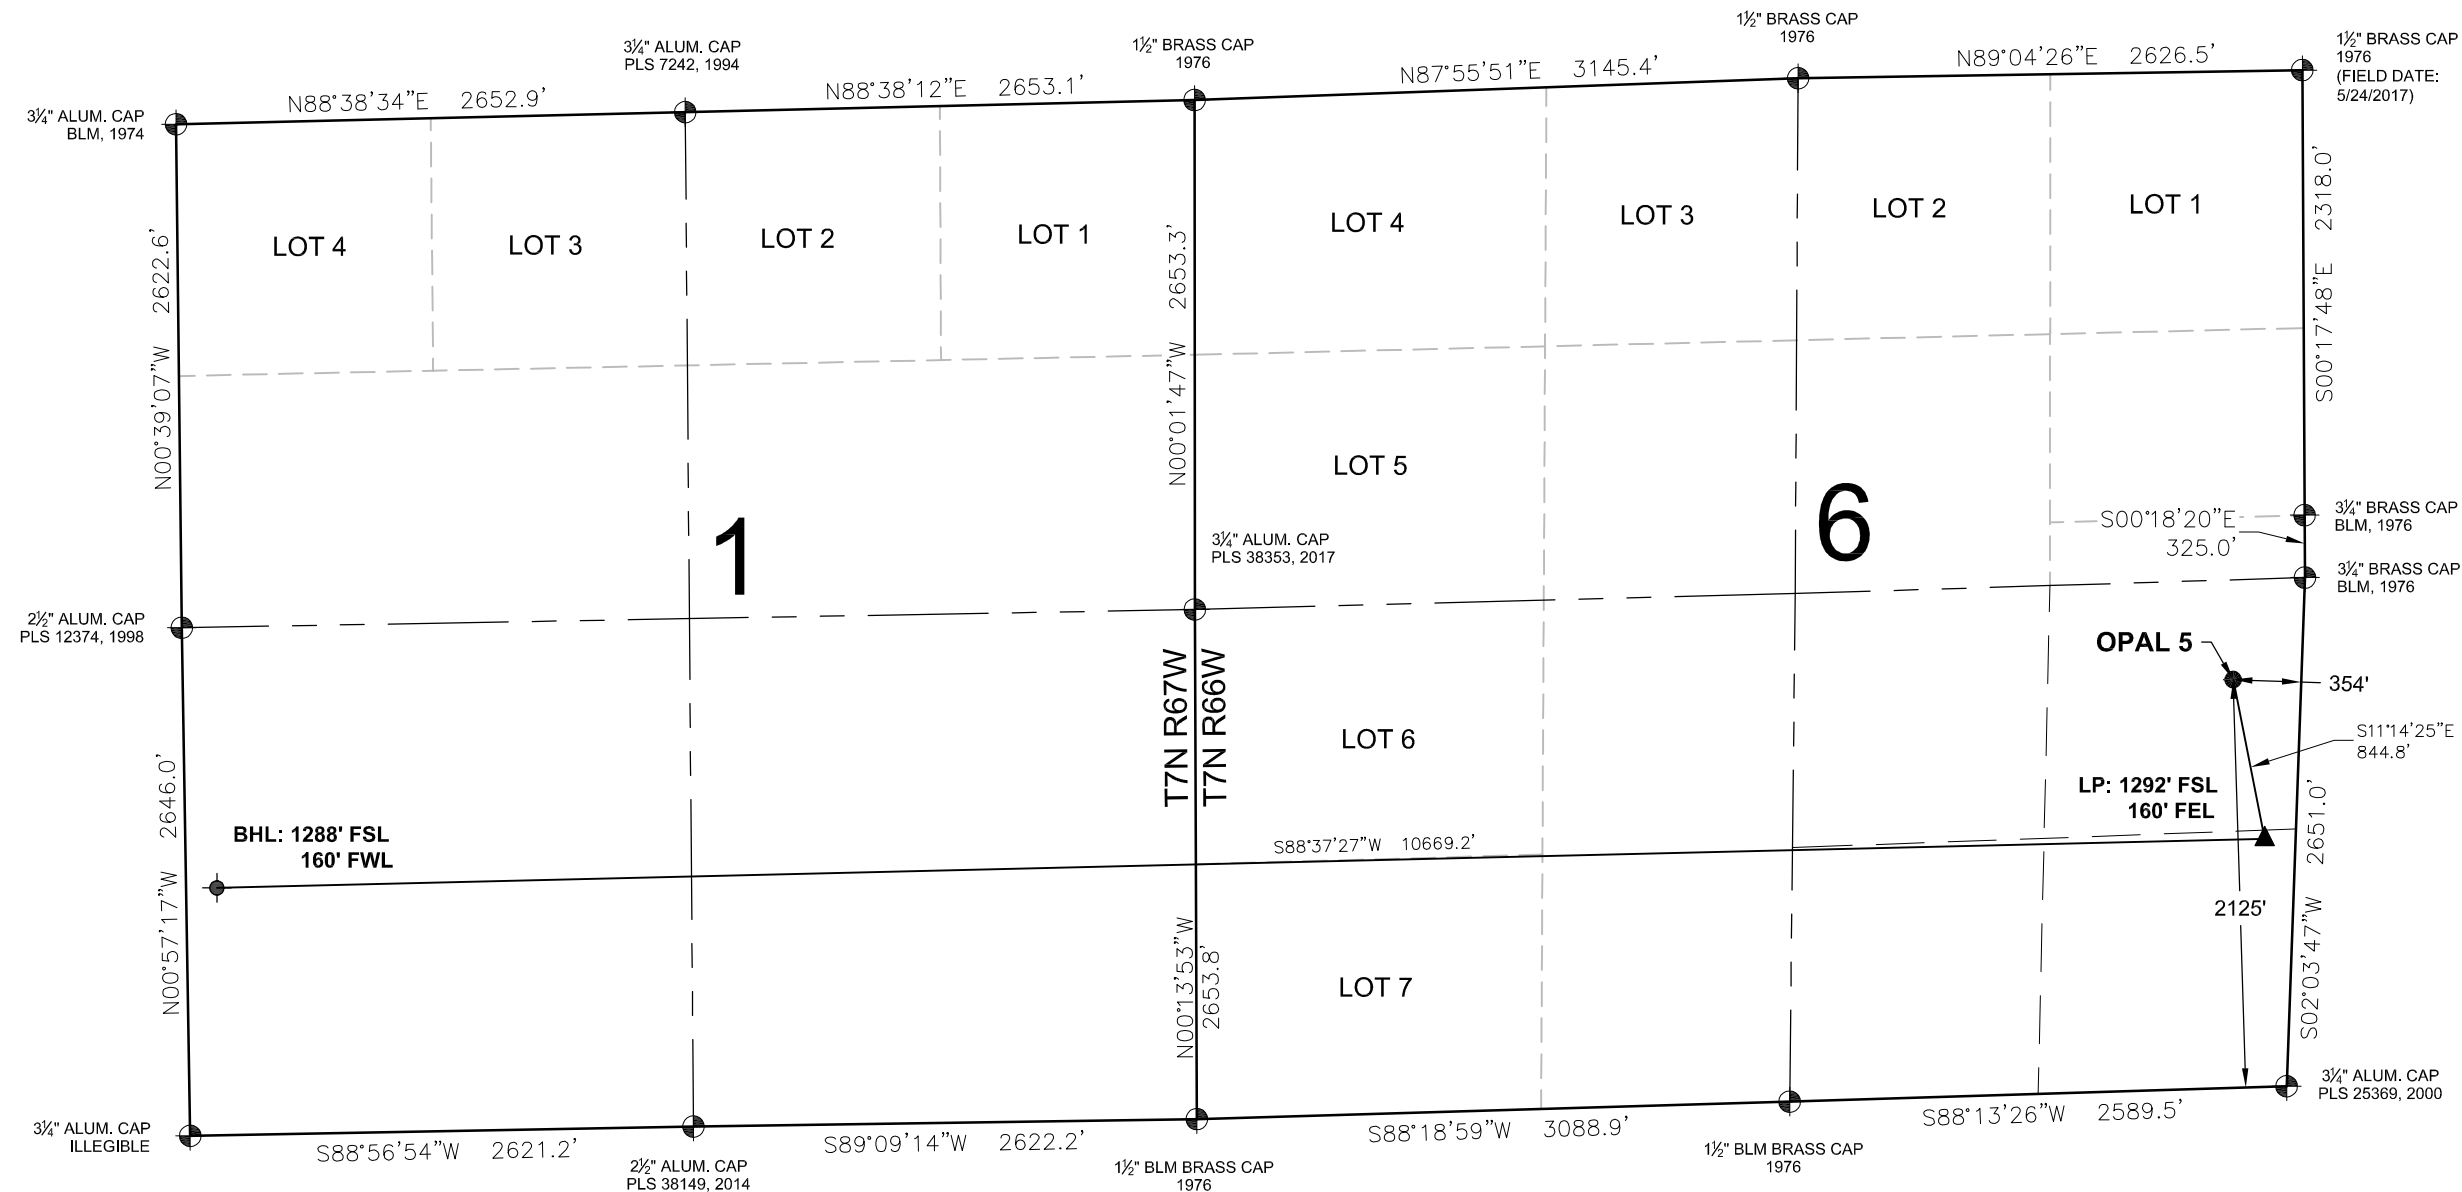 1½" BRASS CAP
1976
3¼" ALUM. CAP
PLS 7242, 1994
1½" BRASS CAP
1976
1½" BRASS CAP
1976
(FIELD DATE:
5/24/2017)
N88°38'34"E 2652.9'
N88°38'12"E 2653.1'
N87°55'51"E 3145.4'
N89°04'26"E 2626.5'
3¼" ALUM. CAP
BLM, 1974
LOT 4
LOT 3
LOT 2
LOT 1
LOT 4
LOT 3
LOT 2
LOT 1
N00°39'07"W 2622.6'
N00°01'47"W 2653.3'
S00°17'48"E 2318.0'
LOT 5
1
6
3¼" ALUM. CAP
PLS 38353, 2017
S00°18'20"E
325.0'
3¼" BRASS CAP
BLM, 1976
3¼" BRASS CAP
BLM, 1976
2½" ALUM. CAP
PLS 12374, 1998
T7N R67W
T7N R66W
OPAL 5
354'
S11°14'25"E
844.8'
LOT 6
LP: 1292' FSL
160' FEL
BHL: 1288' FSL
160' FWL
S88°37'27"W 10669.2'
N00°57'17"W 2646.0'
N00°13'53"W
2653.8'
2125'
S02°03'47"W 2651.0'
LOT 7
3¼" ALUM. CAP
PLS 25369, 2000
3¼" ALUM. CAP
ILLEGIBLE
S88°56'54"W 2621.2'
S89°09'14"W 2622.2'
S88°18'59"W 3088.9'
S88°13'26"W 2589.5'
2½" ALUM. CAP
PLS 38149, 2014
1½" BLM BRASS CAP
1976
1½" BLM BRASS CAP
1976